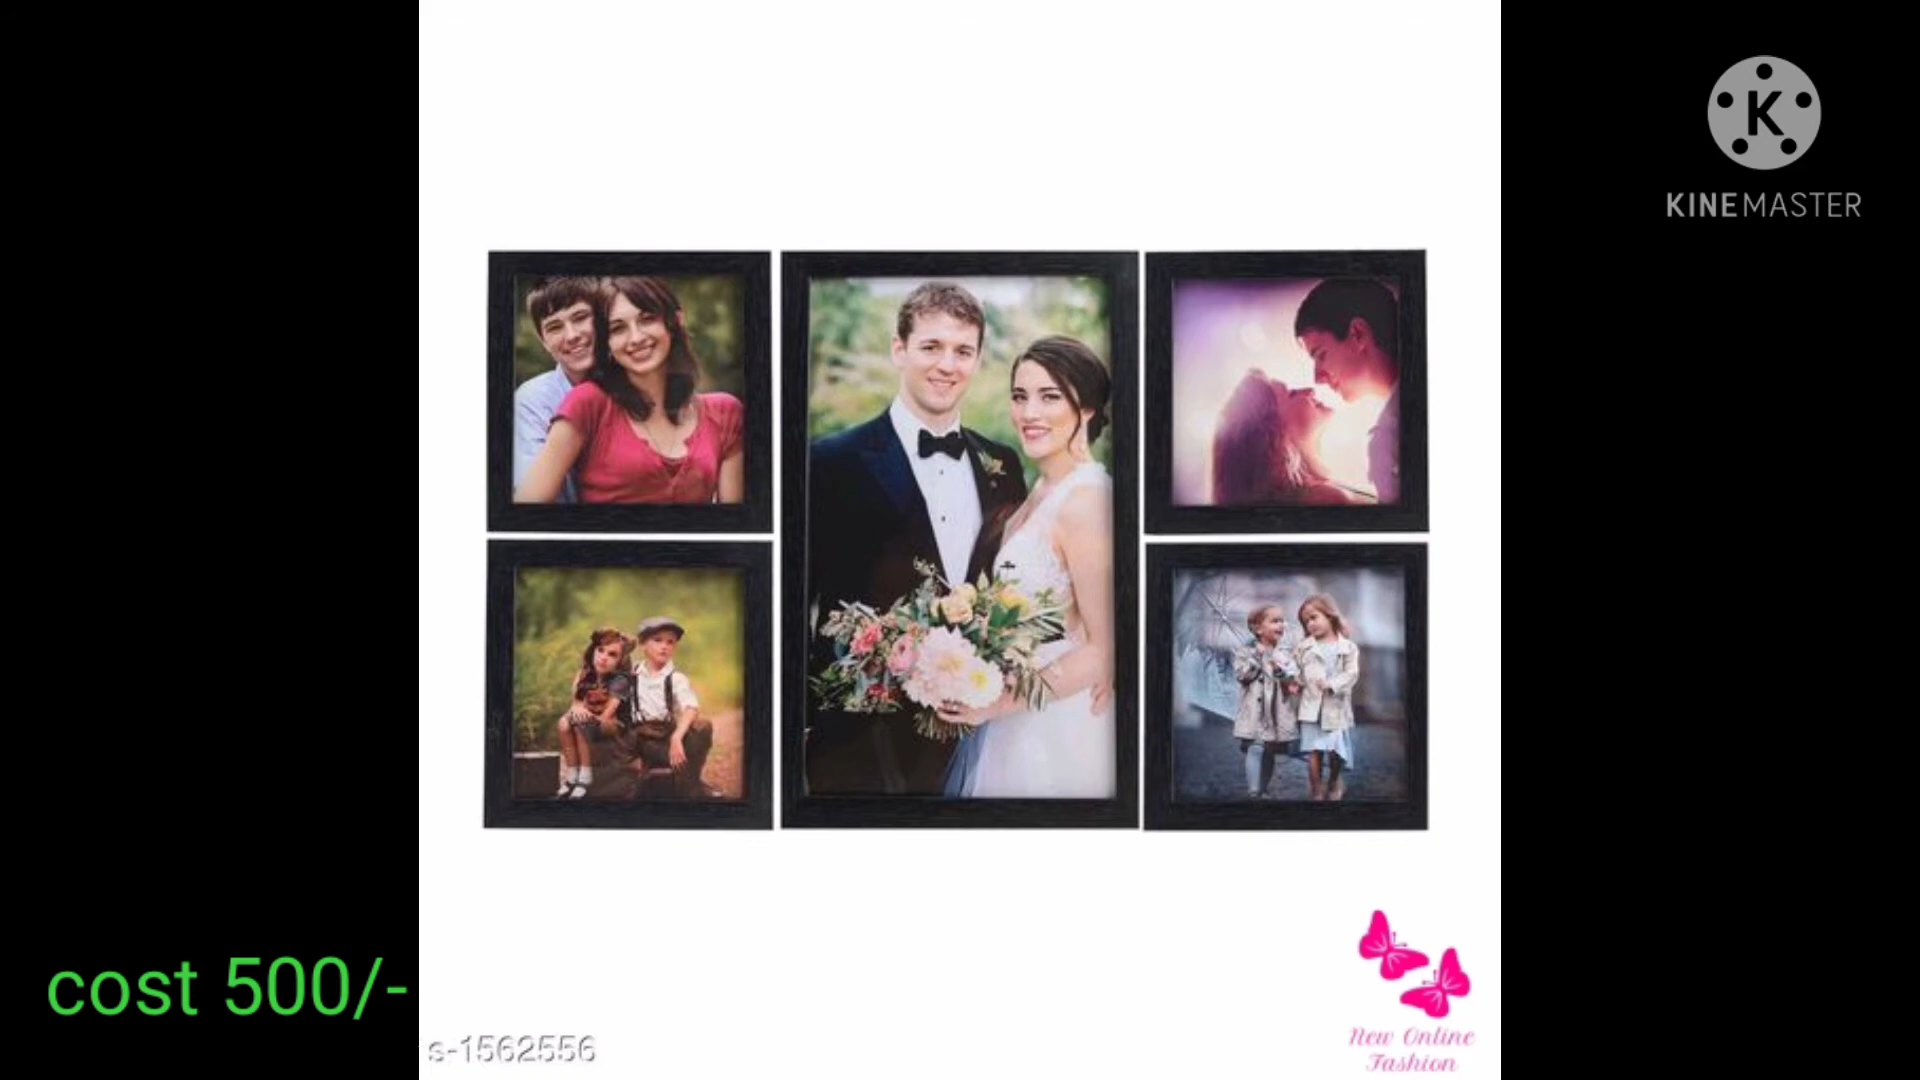 K
KINEMASTER
cost 500/-
s-1562556
New Online
Fashion